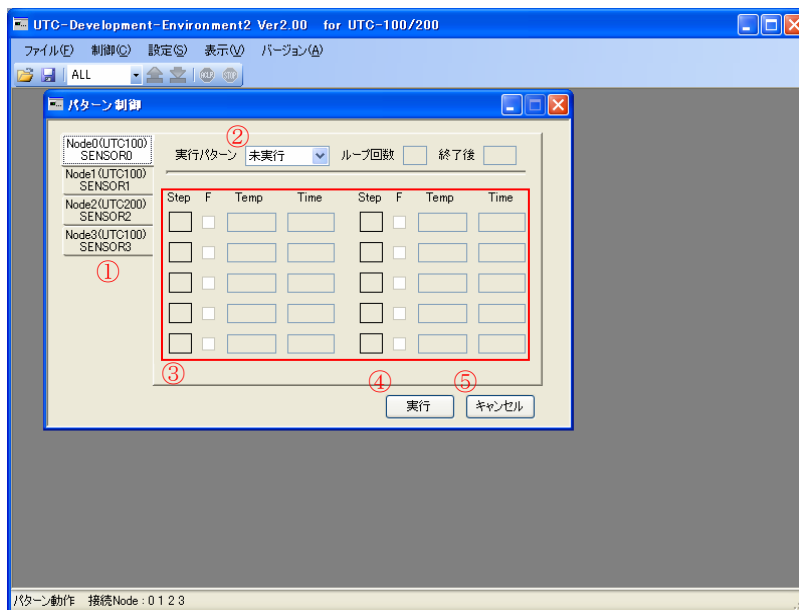 UTC-Development-Environment2 Ver2.00 for UTC-100/200
ファイル(F) 制御(C) 設定(S) 表示(V) バージョン(A)
ALL
STOP
パターン制御
②
Node0(UTC100)
SENSOR0
実行パターン 未実行 ループ回数 終了後
Node1(UTC100)
SENSOR1
Node2(UTC200)
SENSOR2
Node3(UTC100)
SENSOR3
①
Step F Temp Time Step F Temp Time
③
④
⑤
実行
キャンセル
パターン動作 接続Node : 0 1 2 3